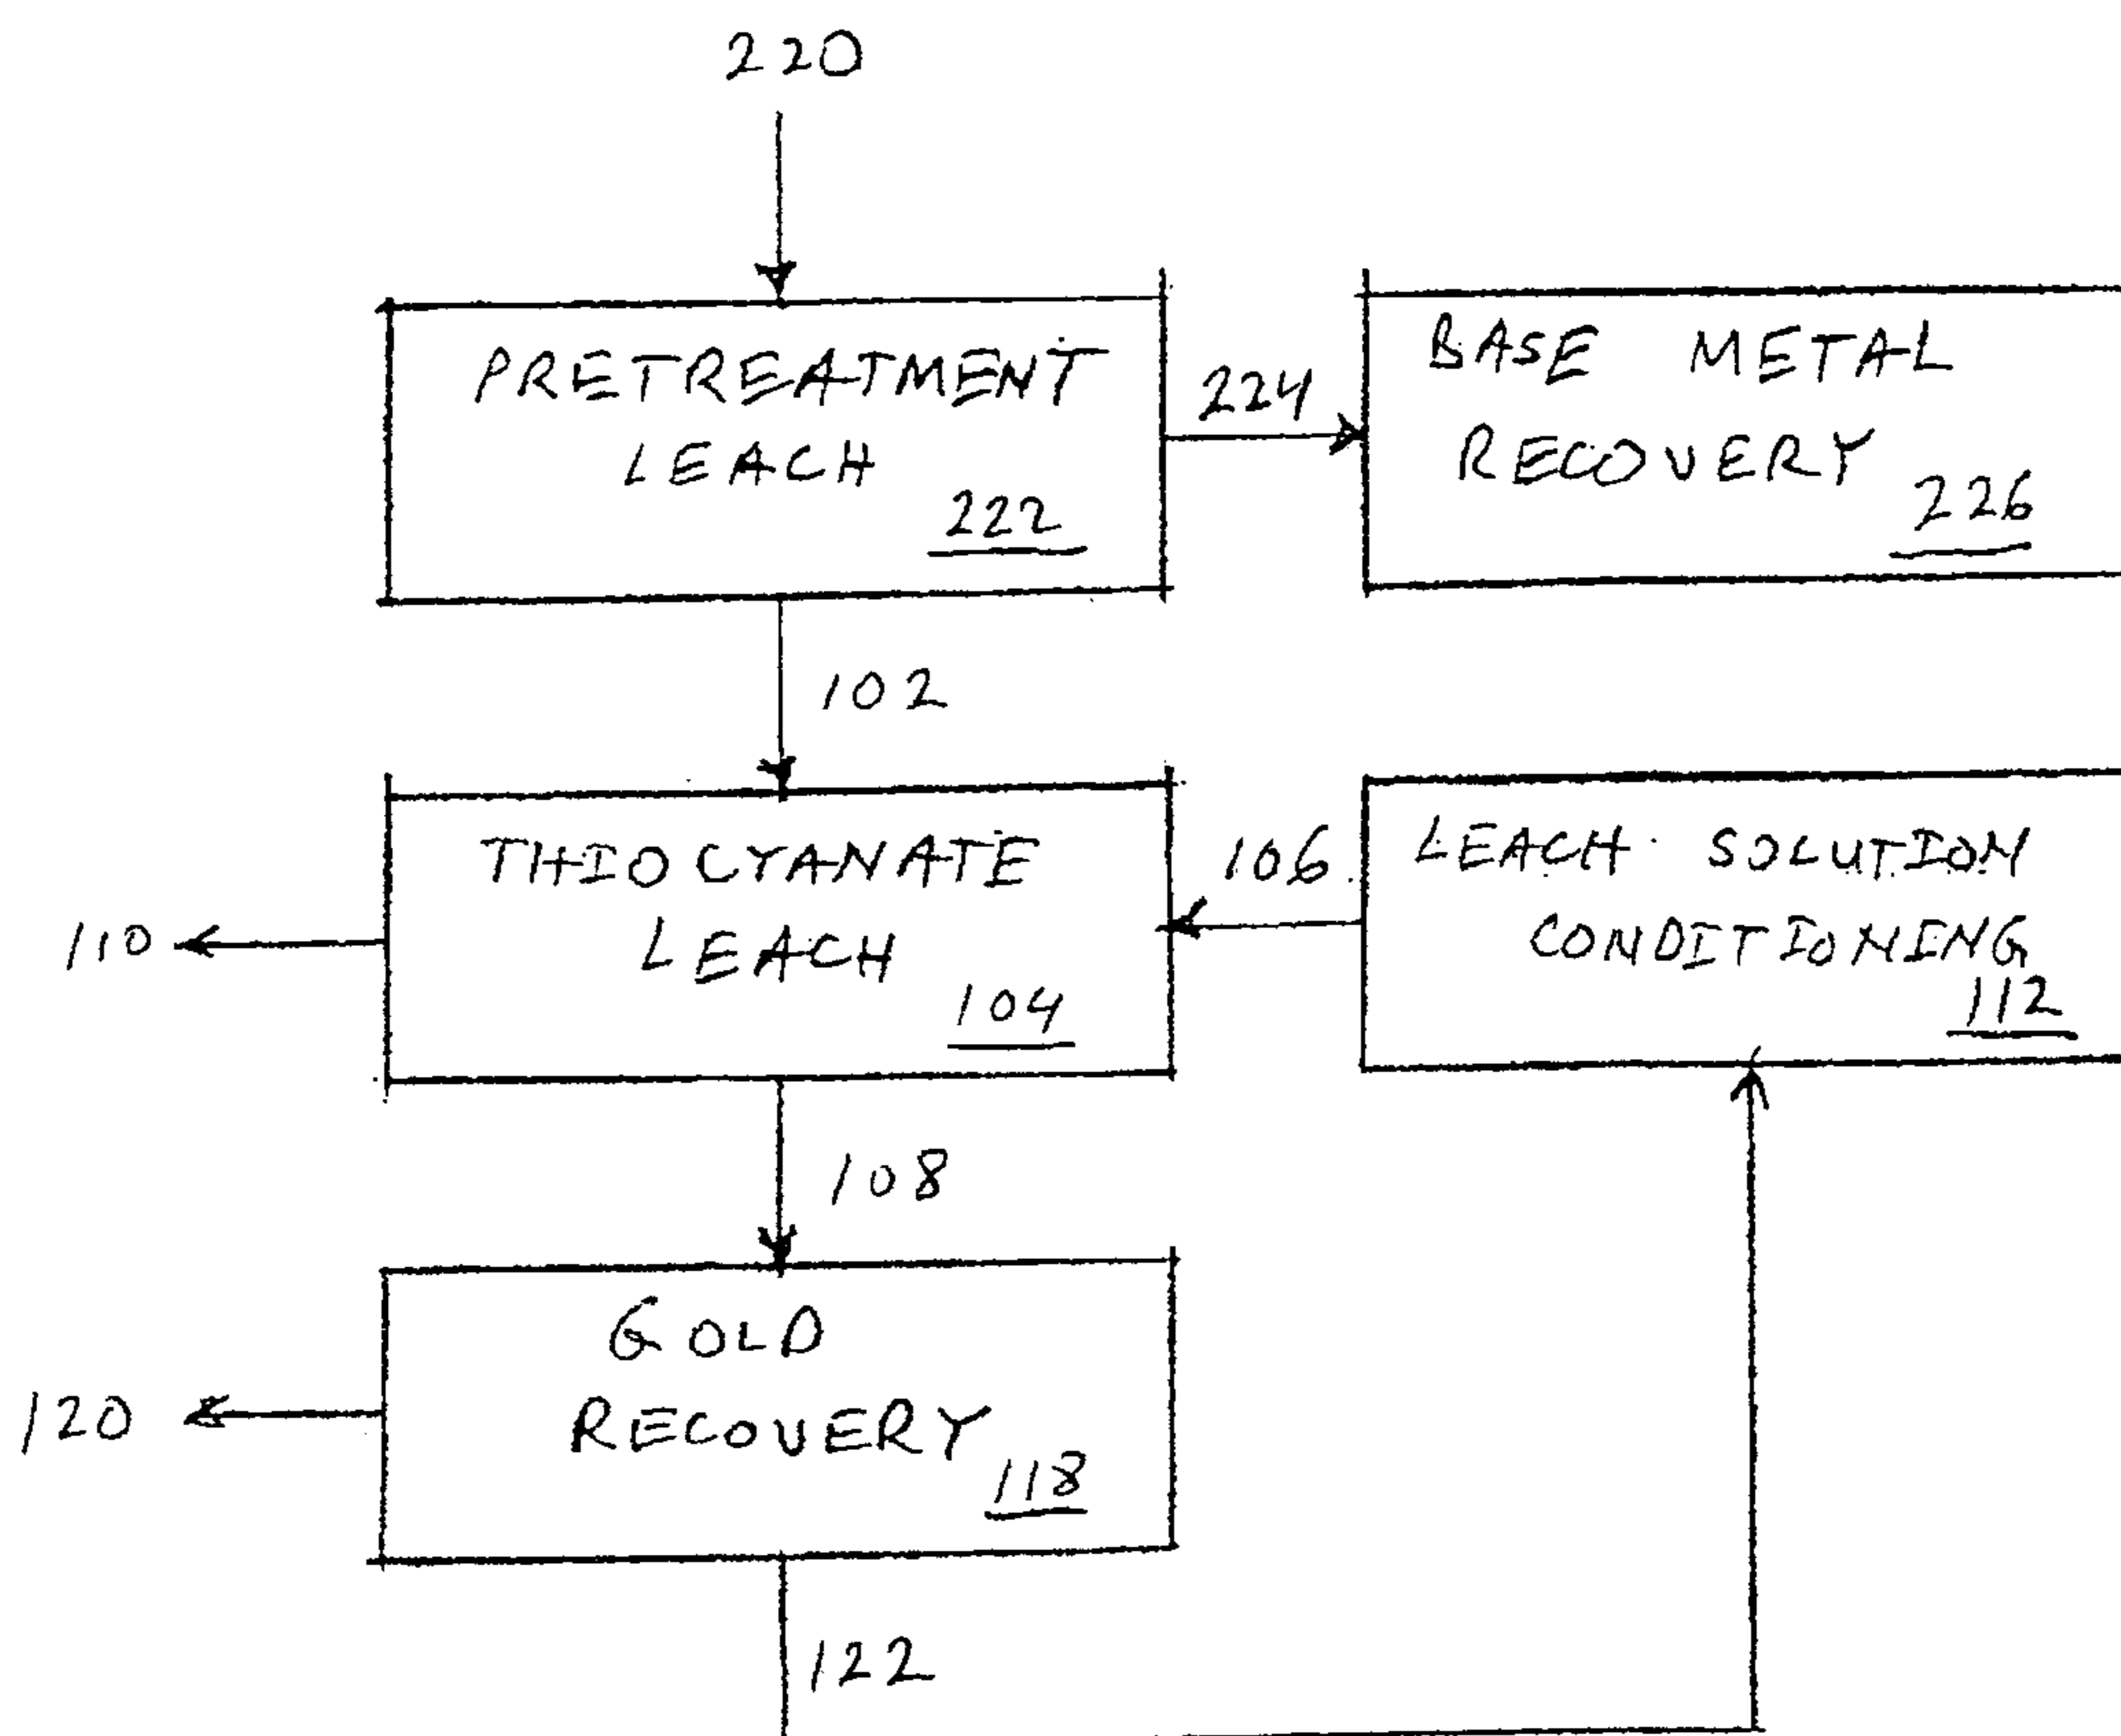 220
PRETREATMENT
LEACH
222
224
BASE METAL
RECOVERY
226
102
THIOCYANATE
LEACH
104
106
LEACH SOLUTION
CONDITIONING
112
110
108
GOLD
RECOVERY
118
120
122